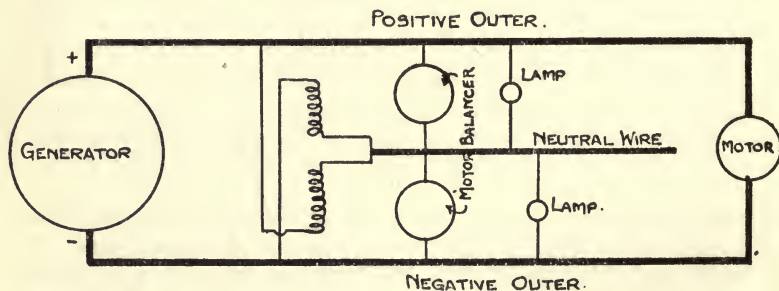 POSITIVE OUTER.
+
LAMP
GENERATOR
MOTOR BALANCER
NEUTRAL WIRE
MOTOR
LAMP.
-
NEGATIVE OUTER.